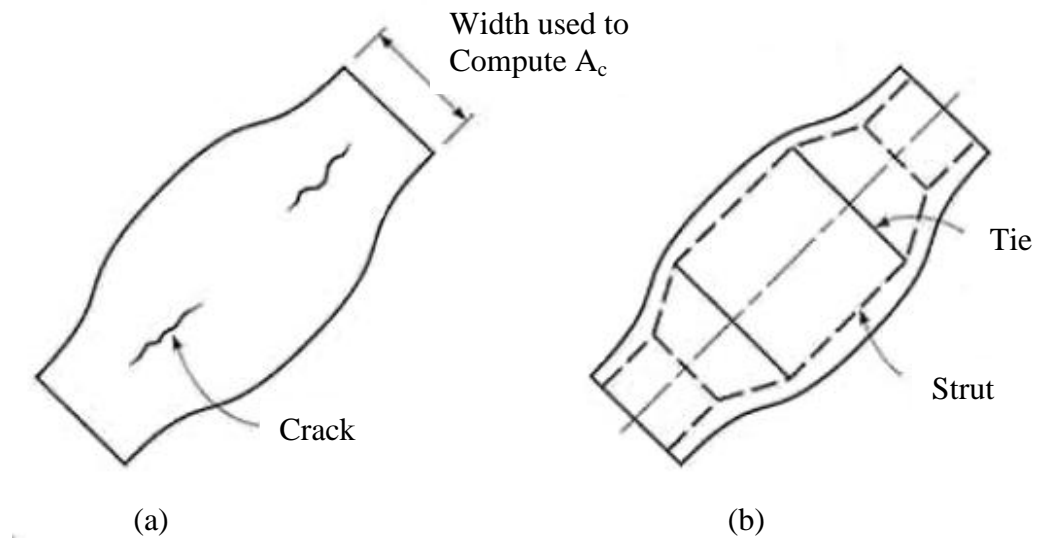 Width used to
Compute Ac
Tie
Strut
Crack
(a)
(b)